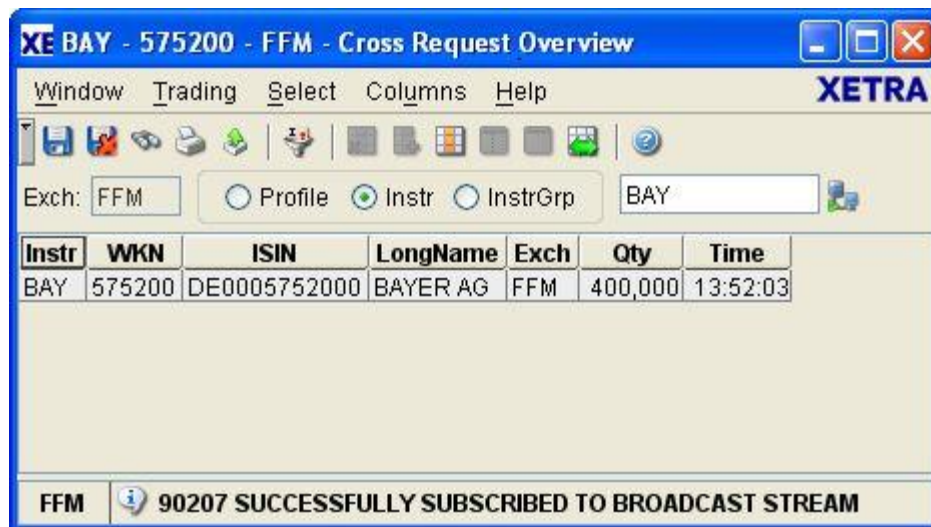 XE BAY - 575200 - FFM - Cross Request Overview
Window Trading Select Columns Help XETRA
Exch: FFM Profile Instr InstrGrp BAY
Instr WKN ISIN LongName Exch Qty Time
BAY 575200 DE0005752000 BAYER AG FFM 400,000 13:52:03
FFM 90207 SUCCESSFULLY SUBSCRIBED TO BROADCAST STREAM